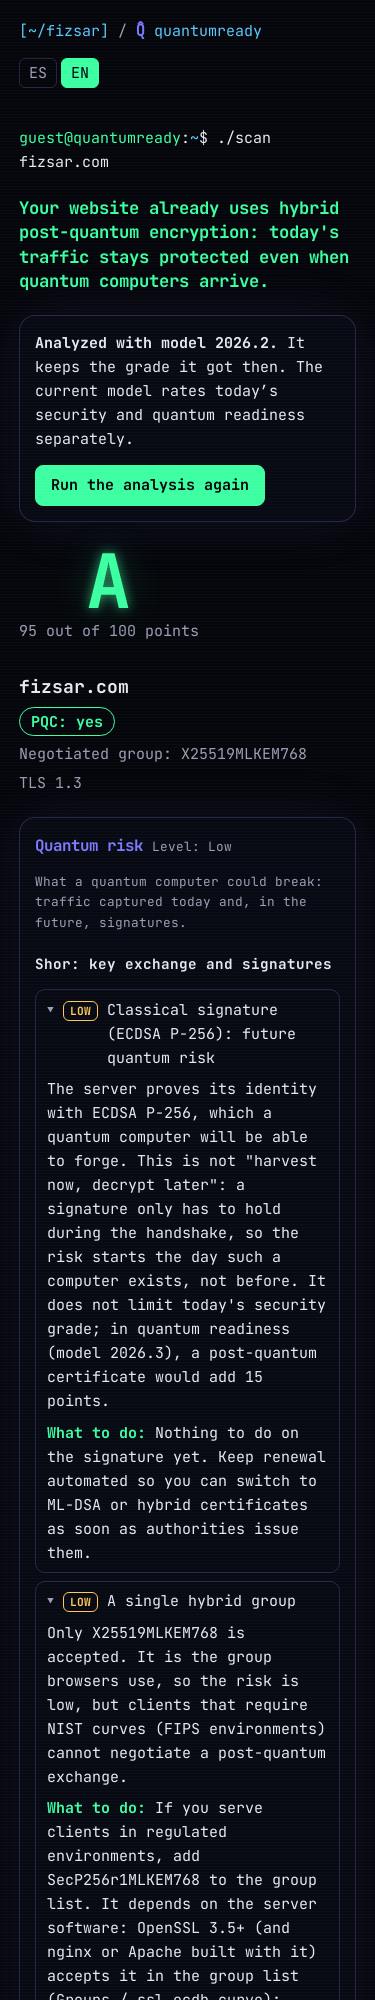 [~/fizsar] / Q̂ quantumready
ES EN
guest@quantumready:~$ ./scan
fizsar.com
Your website already uses hybrid
post-quantum encryption: today's
traffic stays protected even when
quantum computers arrive.
Analyzed with model 2026.2. It
keeps the grade it got then. The
current model rates today’s
security and quantum readiness
separately.
Run the analysis again
A
95 out of 100 points
fizsar.com
PQC: yes
Negotiated group: X25519MLKEM768
TLS 1.3
Quantum risk Level: Low
What a quantum computer could break:
traffic captured today and, in the
future, signatures.
Shor: key exchange and signatures
▾ LOW Classical signature
(ECDSA P-256): future
quantum risk
The server proves its identity
with ECDSA P-256, which a
quantum computer will be able
to forge. This is not "harvest
now, decrypt later": a
signature only has to hold
during the handshake, so the
risk starts the day such a
computer exists, not before. It
does not limit today's security
grade; in quantum readiness
(model 2026.3), a post-quantum
certificate would add 15
points.
What to do: Nothing to do on
the signature yet. Keep renewal
automated so you can switch to
ML-DSA or hybrid certificates
as soon as authorities issue
them.
▾ LOW A single hybrid group
Only X25519MLKEM768 is
accepted. It is the group
browsers use, so the risk is
low, but clients that require
NIST curves (FIPS environments)
cannot negotiate a post-quantum
exchange.
What to do: If you serve
clients in regulated
environments, add
SecP256r1MLKEM768 to the group
list. It depends on the server
software: OpenSSL 3.5+ (and
nginx or Apache built with it)
accepts it in the group list
(Groups / ssl_ecdh_curve);